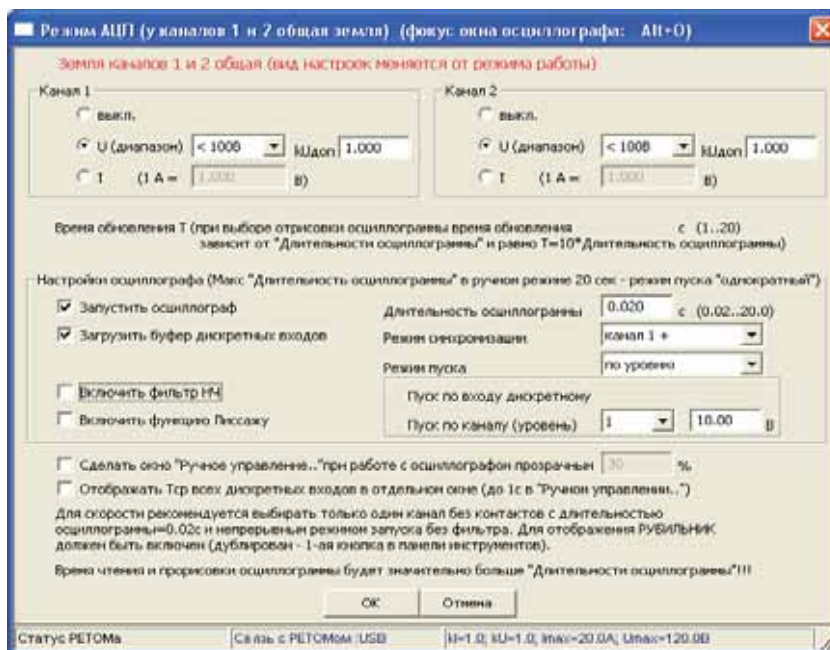 Режим АЦП (у каналов 1 и 2 общая земля) (фокус окна осциллографа: Alt+O)
Земля каналов 1 и 2 общая (вид настроек меняется от режима работы)
Канал 1
Канал 2
выкл.
выкл.
U (диапазон) < 100В kUдоп 1.000
U (диапазон) < 100В kUдоп 1.000
I (1 А = 1.000 В)
I (1 А = 1.000 В)
Время обновления Т (при выборе отрисовки осциллограммы время обновления с (1..20)
зависит от "Длительности осциллограммы" и равно Т=10*Длительность осциллограммы)
Настройки осциллографа (Макс "Длительность осциллограммы" в ручном режиме 20 сек - режим пуска "однократный")
Запустить осциллограф
Длительность осциллограммы 0.020 с (0.02..20.0)
Загрузить буфер дискретных входов
Режим синхронизации канал 1 +
Режим пуска по уровню
Включить фильтр НЧ
Пуск по входу дискретному
Включить функцию Лиссажу
Пуск по каналу (уровень) 1 10.00 В
Сделать окно "Ручное управление.."при работе с осциллографом прозрачным 30 %
Отображать Тср всех дискретных входов в отдельном окне (до 1с в "Ручном управлении..")
Для скорости рекомендуется выбирать только один канал без контактов с длительностью
осциллограммы=0.02с и непрерывным режимом запуска без фильтра. Для отображения РУБИЛЬНИК
должен быть включен (дублирован - 1-ая кнопка в панели инструментов).
Время чтения и прорисовки осциллограммы будет значительно больше "Длительности осциллограммы"!!!
ОК
Отмена
Статус РЕТОМа
Связь с РЕТОМом :USB
kI=1.0; kU=1.0; Imax=20.0A; Umax=120.0В